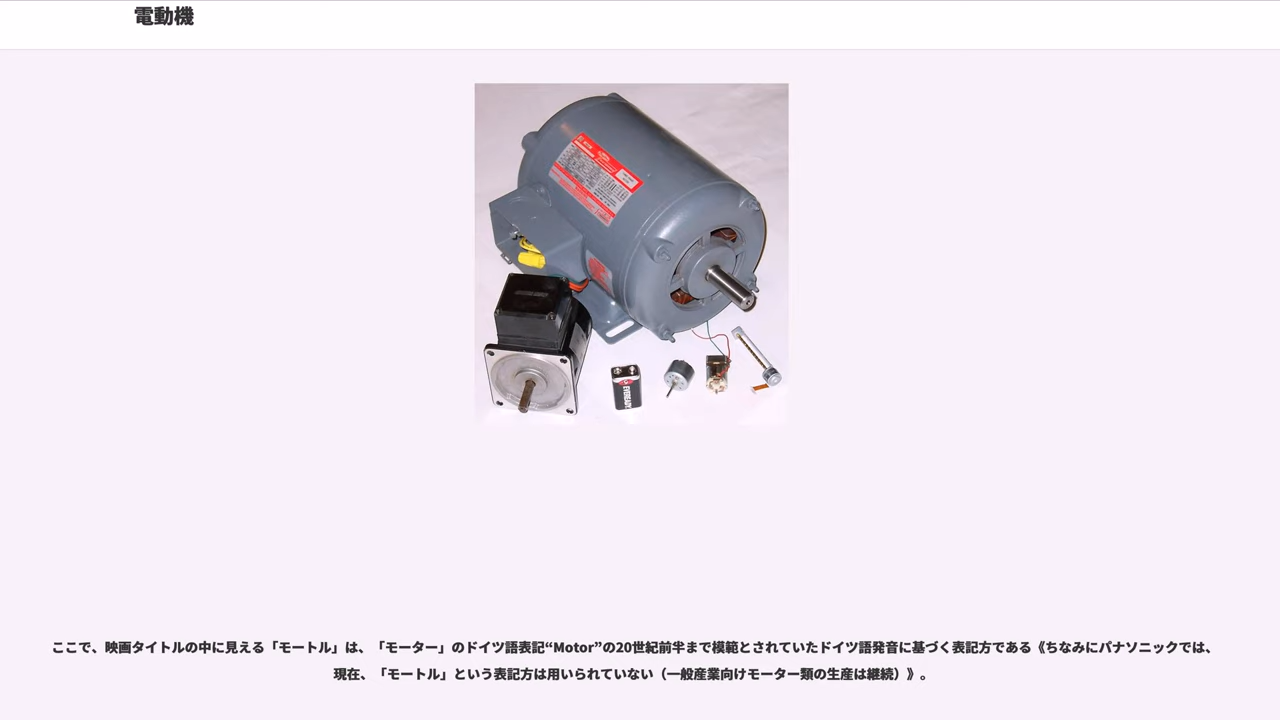 電動機
EVEREADY
ここで、映画タイトルの中に見える「モートル」は、「モーター」のドイツ語表記“Motor”の20世紀前半まで模範とされていたドイツ語発音に基づく表記方である《ちなみにパナソニックでは、
現在、「モートル」という表記方は用いられていない（一般産業向けモーター類の生産は継続）》。